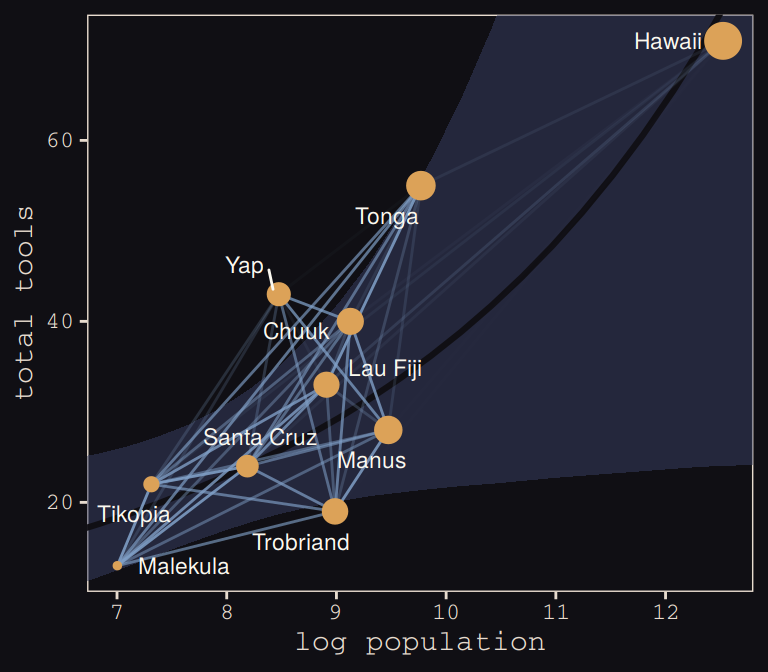 Hawaii
60
Tonga
Yap
40
Chuuk
Lau Fiji
Santa Cruz
Manus
20
Tikopia
Trobriand
Malekula
7 8 9 10 11 12
log population
total tools